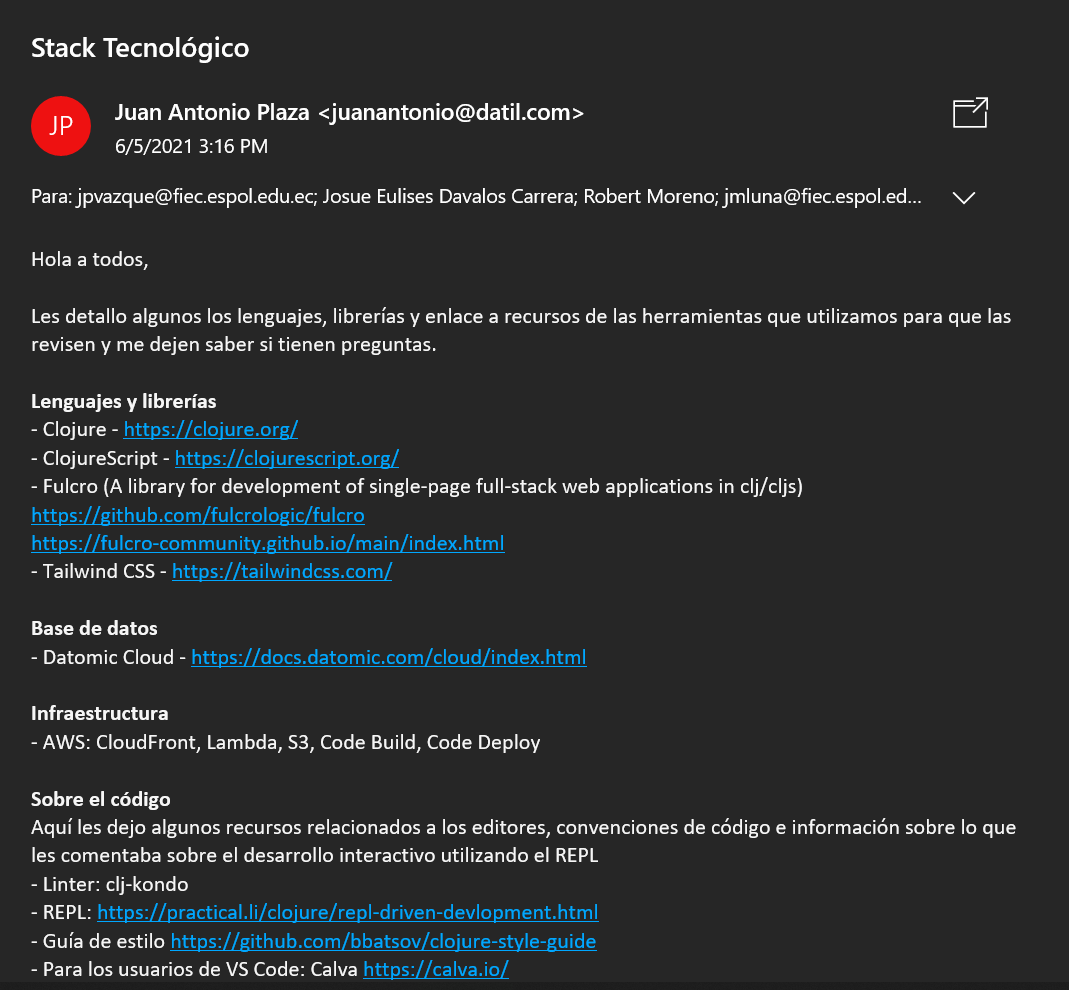 Stack Tecnológico
JP
Juan Antonio Plaza <juanantonio@datil.com>
6/5/2021 3:16 PM
Para: jpvazque@fiec.espol.edu.ec; Josue Eulises Davalos Carrera; Robert Moreno; jmluna@fiec.espol.ed...
Hola a todos,
Les detallo algunos los lenguajes, librerías y enlace a recursos de las herramientas que utilizamos para que las
revisen y me dejen saber si tienen preguntas.
Lenguajes y librerías
- Clojure - https://clojure.org/
- ClojureScript - https://clojurescript.org/
- Fulcro (A library for development of single-page full-stack web applications in clj/cljs)
https://github.com/fulcrologic/fulcro
https://fulcro-community.github.io/main/index.html
- Tailwind CSS - https://tailwindcss.com/
Base de datos
- Datomic Cloud - https://docs.datomic.com/cloud/index.html
Infraestructura
- AWS: CloudFront, Lambda, S3, Code Build, Code Deploy
Sobre el código
Aquí les dejo algunos recursos relacionados a los editores, convenciones de código e información sobre lo que
les comentaba sobre el desarrollo interactivo utilizando el REPL
- Linter: clj-kondo
- REPL: https://practical.li/clojure/repl-driven-devlopment.html
- Guía de estilo https://github.com/bbatsov/clojure-style-guide
- Para los usuarios de VS Code: Calva https://calva.io/